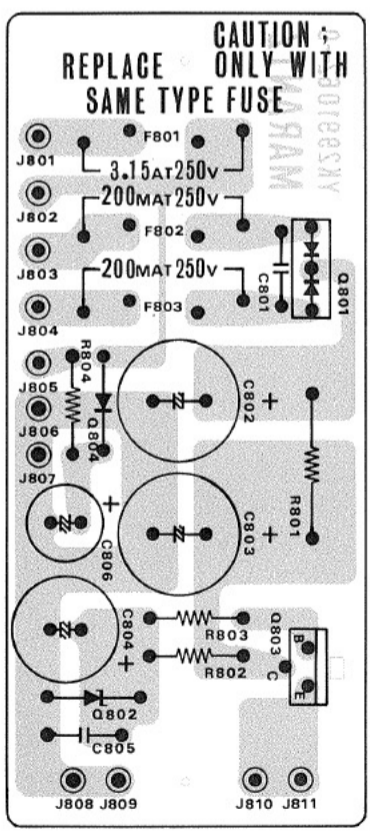 CAUTION ;
REPLACE ONLY WITH
SAME TYPE FUSE
J801
F801
3.15AT250V
J802
200MAT250V
F802
J803
C801
Q801
200MAT250V
F803
J804
R804
J805
J806
Q804
C802
J807
R801
C806
C803
C804
R803
Q803
B
R802
C
E
Q802
C805
J808
J809
J810
J811